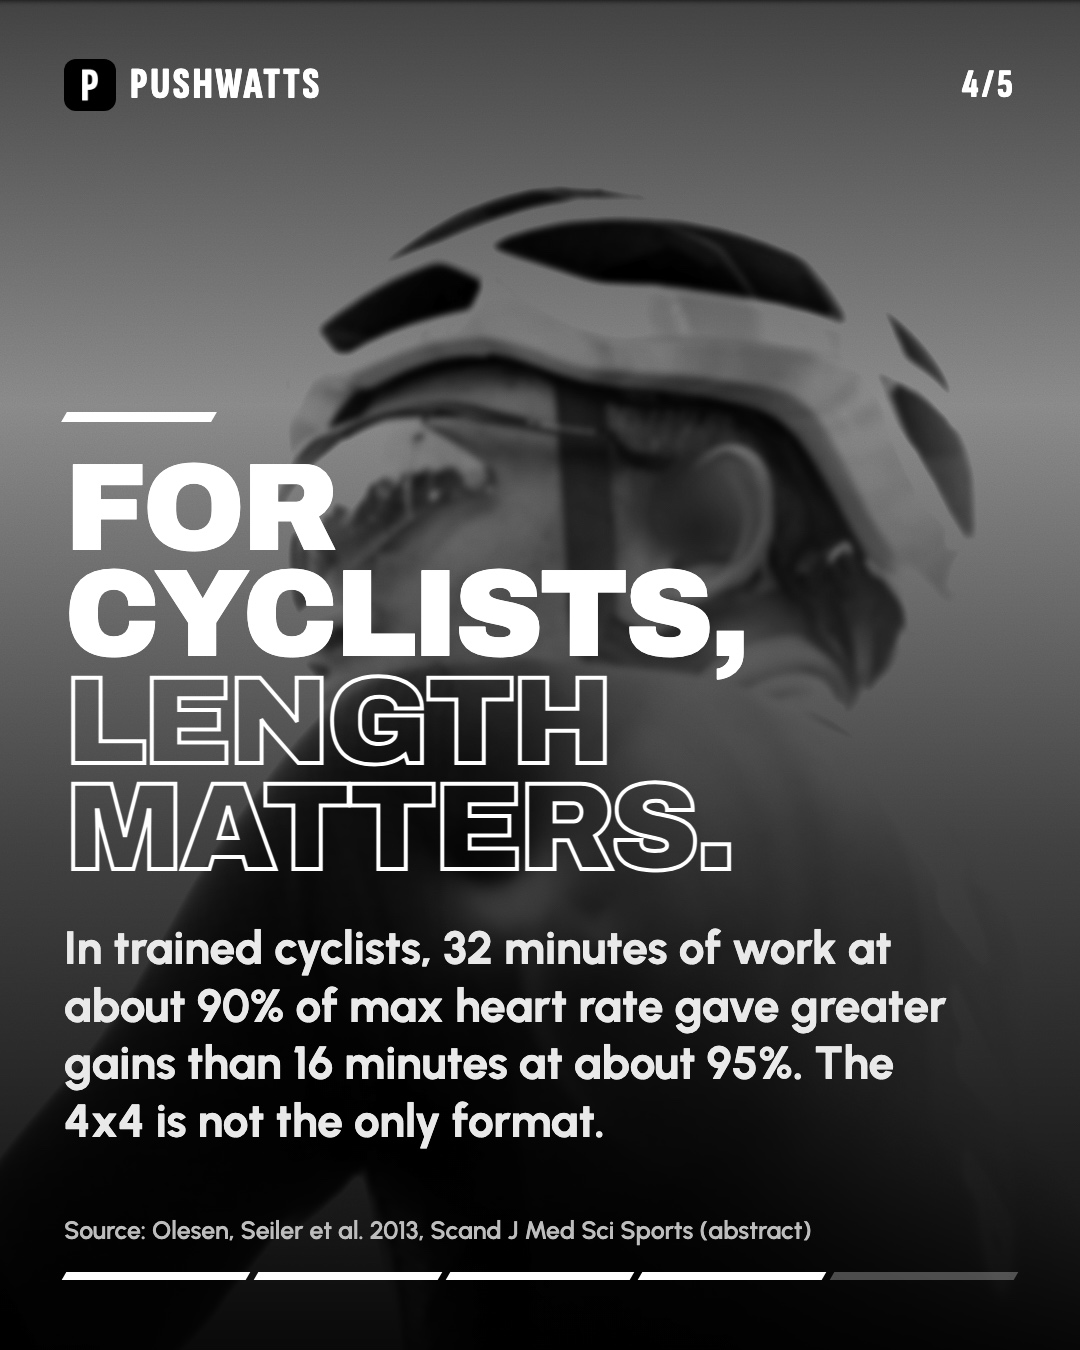 P PUSHWATTS
4/5
FOR
CYCLISTS,
LENGTH
MATTERS.
In trained cyclists, 32 minutes of work at
about 90% of max heart rate gave greater
gains than 16 minutes at about 95%. The
4x4 is not the only format.
Source: Olesen, Seiler et al. 2013, Scand J Med Sci Sports (abstract)